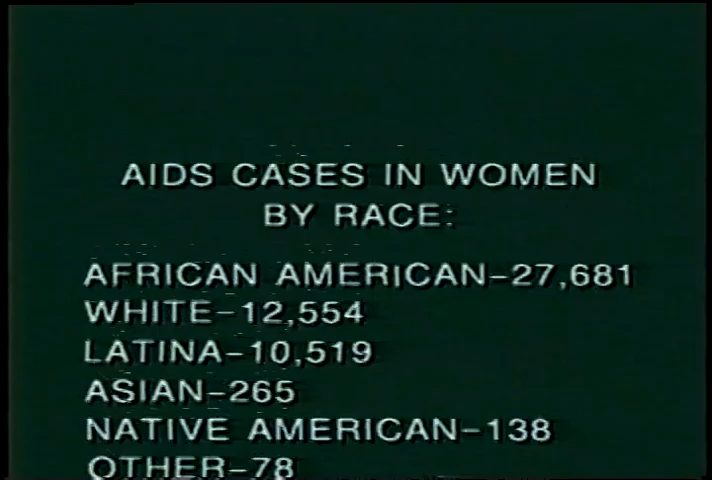 AIDS CASES IN WOMEN
BY RACE:
AFRICAN AMERICAN-27,681
WHITE-12,554
LATINA-10,519
ASIAN-265
NATIVE AMERICAN-138
OTHER-78